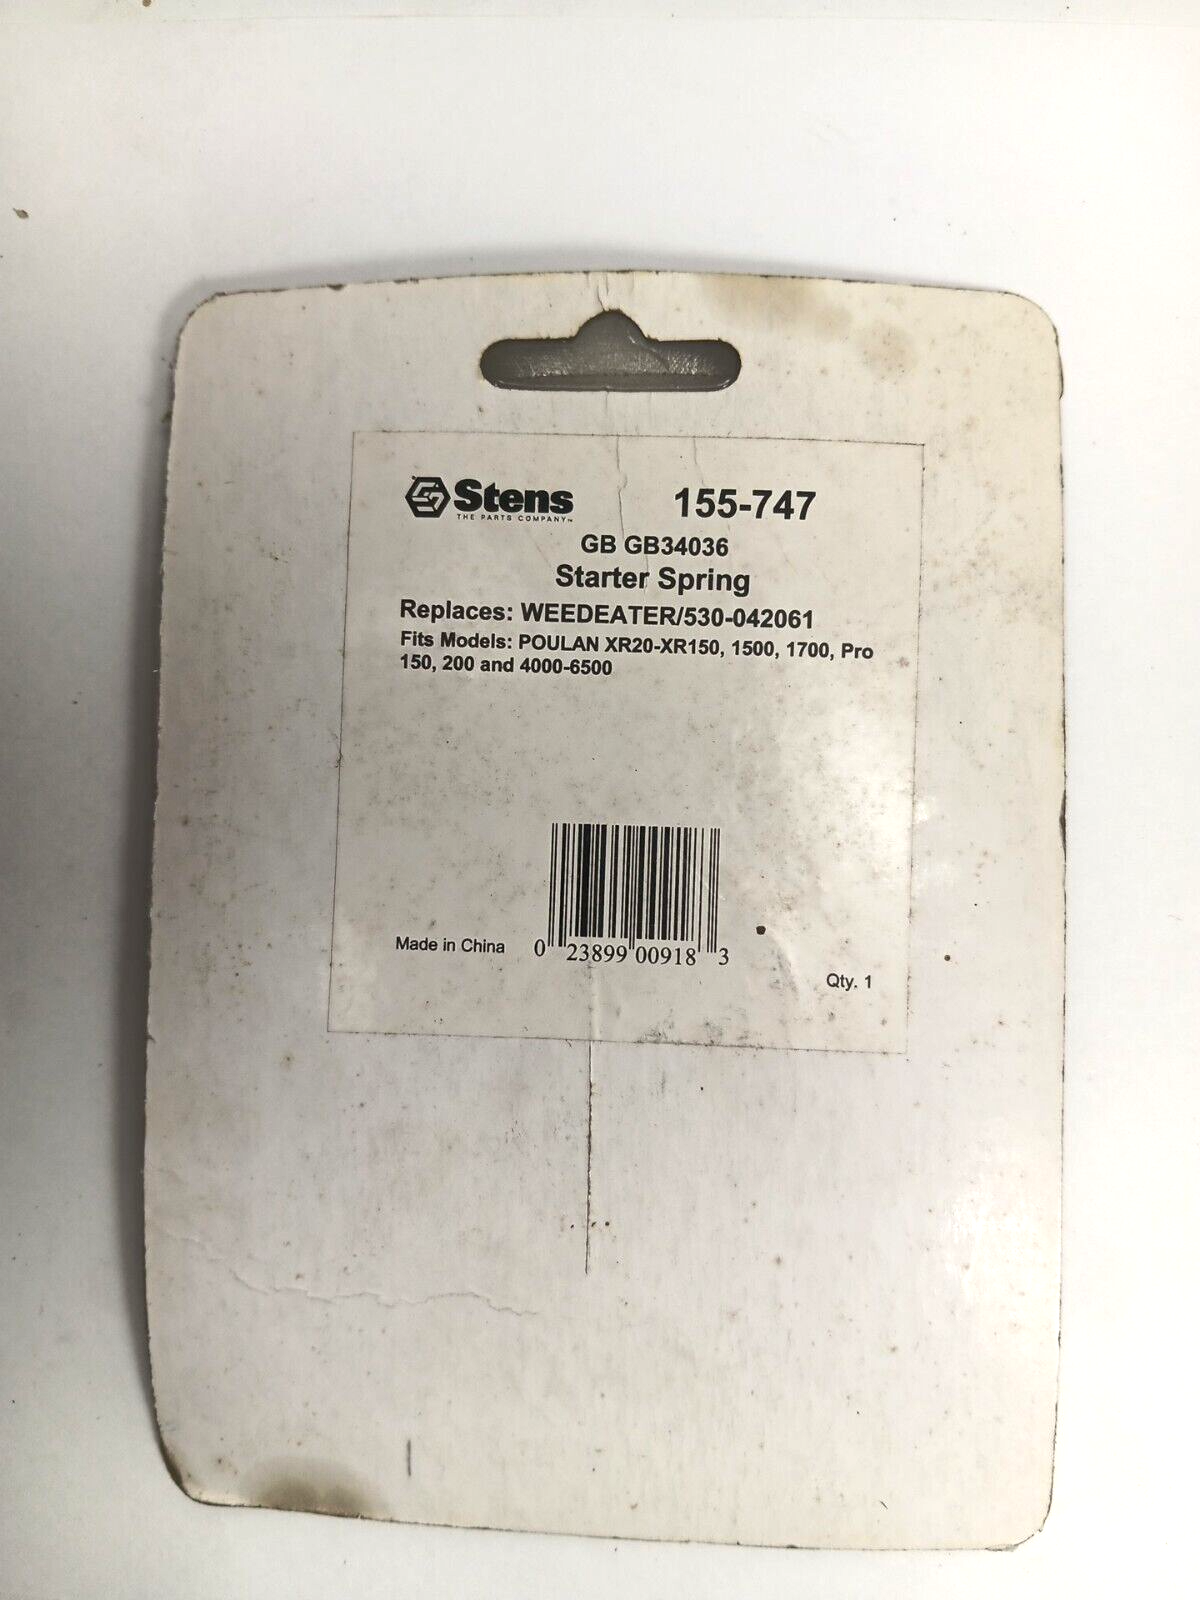 Stens 155-747
THE PARTS COMPANY™
GB GB34036
Starter Spring
Replaces: WEEDEATER/530-042061
Fits Models: POULAN XR20-XR150, 1500, 1700, Pro
150, 200 and 4000-6500
Made in China 0 23899 00918 3
Qty. 1